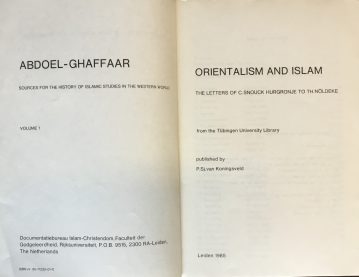 ABDOEL-GHAFFAAR
SOURCES FOR THE HISTORY OF ISLAMIC STUDIES IN THE WESTERN WORLD
VOLUME 1
Documentatiebureau Islam-Christendom, Faculteit der
Godgeleerdheid, Rijksuniversiteit, P.O.B. 9515, 2300 RA-Leiden,
The Netherlands
ORIENTALISM AND ISLAM
THE LETTERS OF C. SNOUCK HURGRONJE TO TH. NÖLDEKE
from the Tübingen University Library
published by
P.Sj.van Koningsveld
Leiden 1985